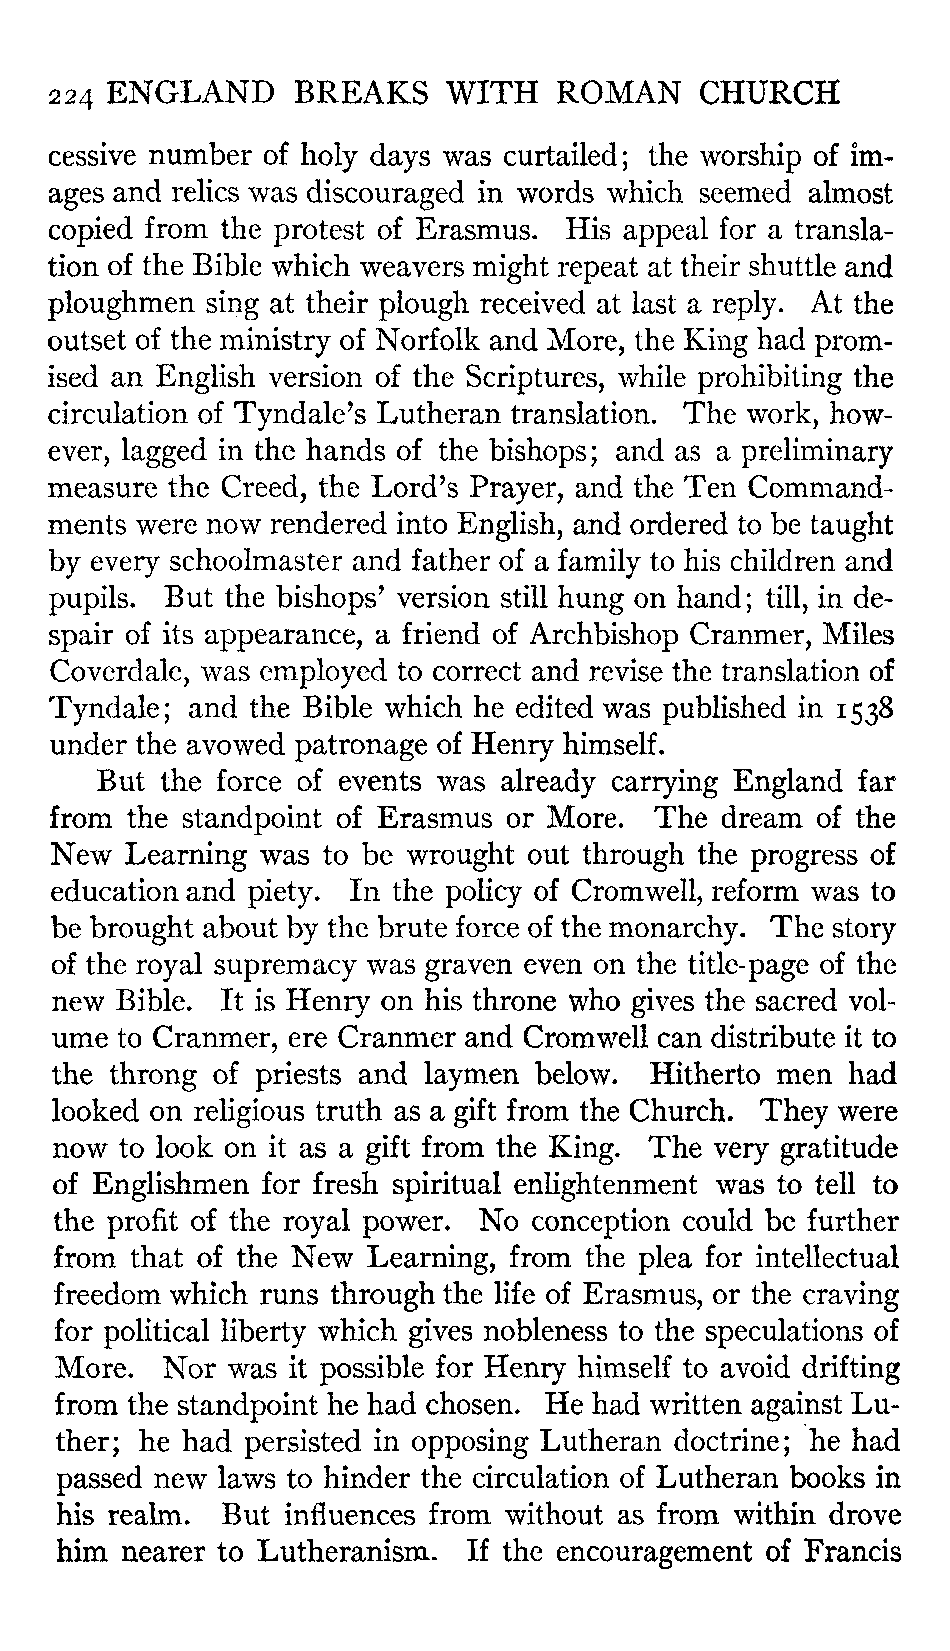 224 ENGLAND BREAKS WITH ROMAN CHURCH
cessive number of holy days was curtailed; the worship of im-
ages and relics was discouraged in words which seemed almost
copied from the protest of Erasmus. His appeal for a transla-
tion of the Bible which weavers might repeat at their shuttle and
ploughmen sing at their plough received at last a reply. At the
outset of the ministry of Norfolk and More, the King had prom-
ised an English version of the Scriptures, while prohibiting the
circulation of Tyndale's Lutheran translation. The work, how-
ever, lagged in the hands of the bishops; and as a preliminary
measure the Creed, the Lord's Prayer, and the Ten Command-
ments were now rendered into English, and ordered to be taught
by every schoolmaster and father of a family to his children and
pupils. But the bishops' version still hung on hand; till, in de-
spair of its appearance, a friend of Archbishop Cranmer, Miles
Coverdale, was employed to correct and revise the translation of
Tyndale; and the Bible which he edited was published in 1538
under the avowed patronage of Henry himself.
But the force of events was already carrying England far
from the standpoint of Erasmus or More. The dream of the
New Learning was to be wrought out through the progress of
education and piety. In the policy of Cromwell, reform was to
be brought about by the brute force of the monarchy. The story
of the royal supremacy was graven even on the title-page of the
new Bible. It is Henry on his throne who gives the sacred vol-
ume to Cranmer, ere Cranmer and Cromwell can distribute it to
the throng of priests and laymen below. Hitherto men had
looked on religious truth as a gift from the Church. They were
now to look on it as a gift from the King. The very gratitude
of Englishmen for fresh spiritual enlightenment was to tell to
the profit of the royal power. No conception could be further
from that of the New Learning, from the plea for intellectual
freedom which runs through the life of Erasmus, or the craving
for political liberty which gives nobleness to the speculations of
More. Nor was it possible for Henry himself to avoid drifting
from the standpoint he had chosen. He had written against Lu-
ther; he had persisted in opposing Lutheran doctrine; he had
passed new laws to hinder the circulation of Lutheran books in
his realm. But influences from without as from within drove
him nearer to Lutheranism. If the encouragement of Francis